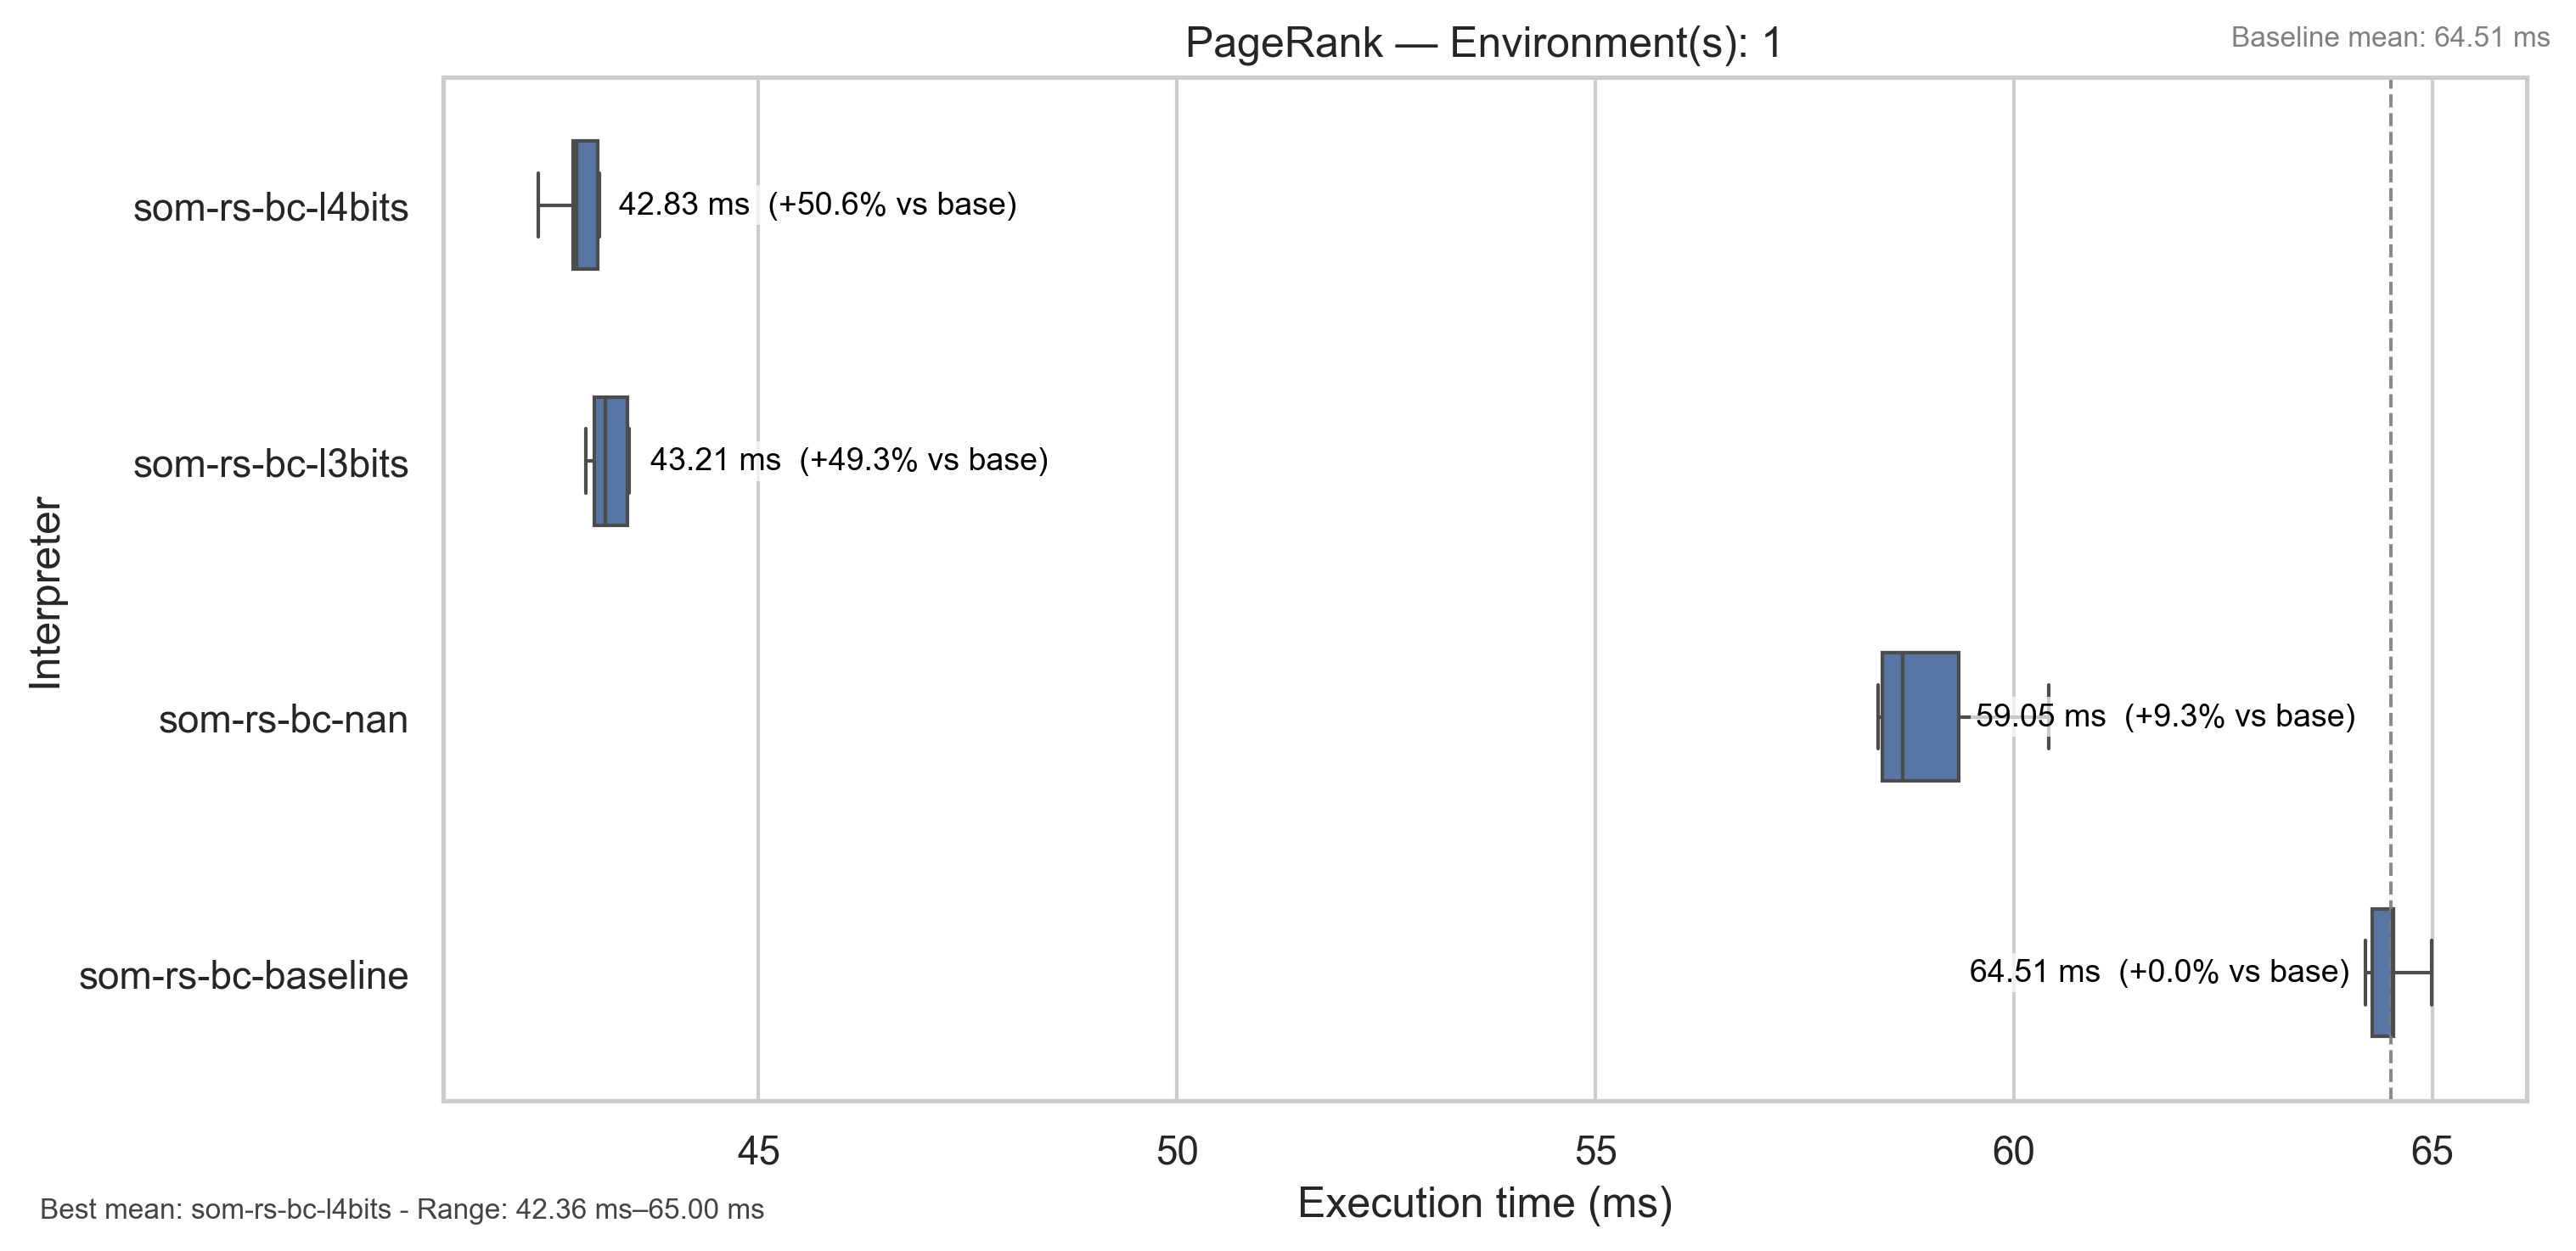 PageRank — Environment(s): 1
Baseline mean: 64.51 ms
Interpreter
som-rs-bc-l4bits
42.83 ms  (+50.6% vs base)
som-rs-bc-l3bits
43.21 ms  (+49.3% vs base)
som-rs-bc-nan
59.05 ms  (+9.3% vs base)
som-rs-bc-baseline
64.51 ms  (+0.0% vs base)
45 50 55 60 65
Execution time (ms)
Best mean: som-rs-bc-l4bits - Range: 42.36 ms–65.00 ms